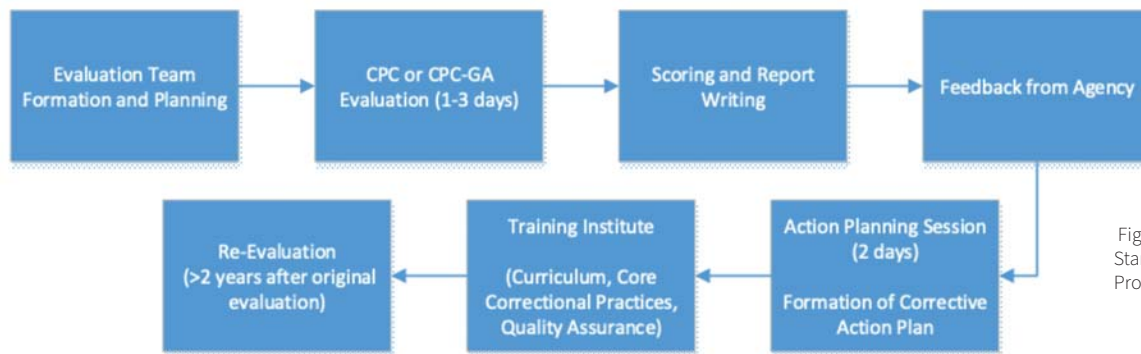 Evaluation Team
Formation and Planning
CPC or CPC-GA
Evaluation (1-3 days)
Scoring and Report
Writing
Feedback from Agency
Action Planning Session
(2 days)
Formation of Corrective
Action Plan
Training Institute
(Curriculum, Core
Correctional Practices,
Quality Assurance)
Re-Evaluation
(>2 years after original
evaluation)